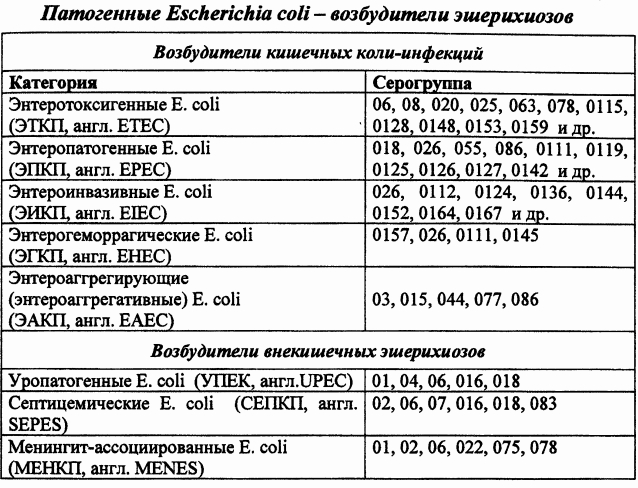 Патогенные Escherichia coli – возбудители эшерихиозов
Возбудители кишечных коли-инфекций
Категория Серогруппа
Энтеротоксигенные E. coli 06, 08, 020, 025, 063, 078, 0115,
(ЭТКП, англ. ETEC) 0128, 0148, 0153, 0159 и др.
Энтеропатогенные E. coli 018, 026, 055, 086, 0111, 0119,
(ЭПКП, англ. EPEC) 0125, 0126, 0127, 0142 и др.
Энтероинвазивные E. coli 026, 0112, 0124, 0136, 0144,
(ЭИКП, англ. EIEC) 0152, 0164, 0167 и др.
Энтерогеморрагические E. coli 0157, 026, 0111, 0145
(ЭГКП, англ. EHEC)
Энтероаггрегирующие
(энтероаггрегативные) E. coli 03, 015, 044, 077, 086
(ЭАКП, англ. EAEC)
Возбудители внекишечных эшерихиозов
Уропатогенные E. coli (УПЕК, англ.UPEC) 01, 04, 06, 016, 018
Септицемические E. coli (СЕПКП, англ. 02, 06, 07, 016, 018, 083
SEPES)
Менингит-ассоциированные E. coli 01, 02, 06, 022, 075, 078
(МЕНКП, англ. MENES)